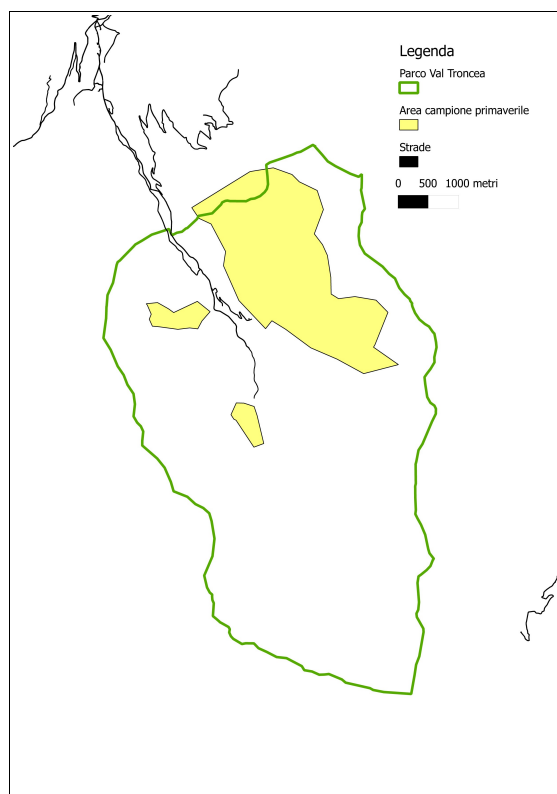 Legenda
Parco Val Troncea
Area campione primaverile
Strade
0 500 1000 metri